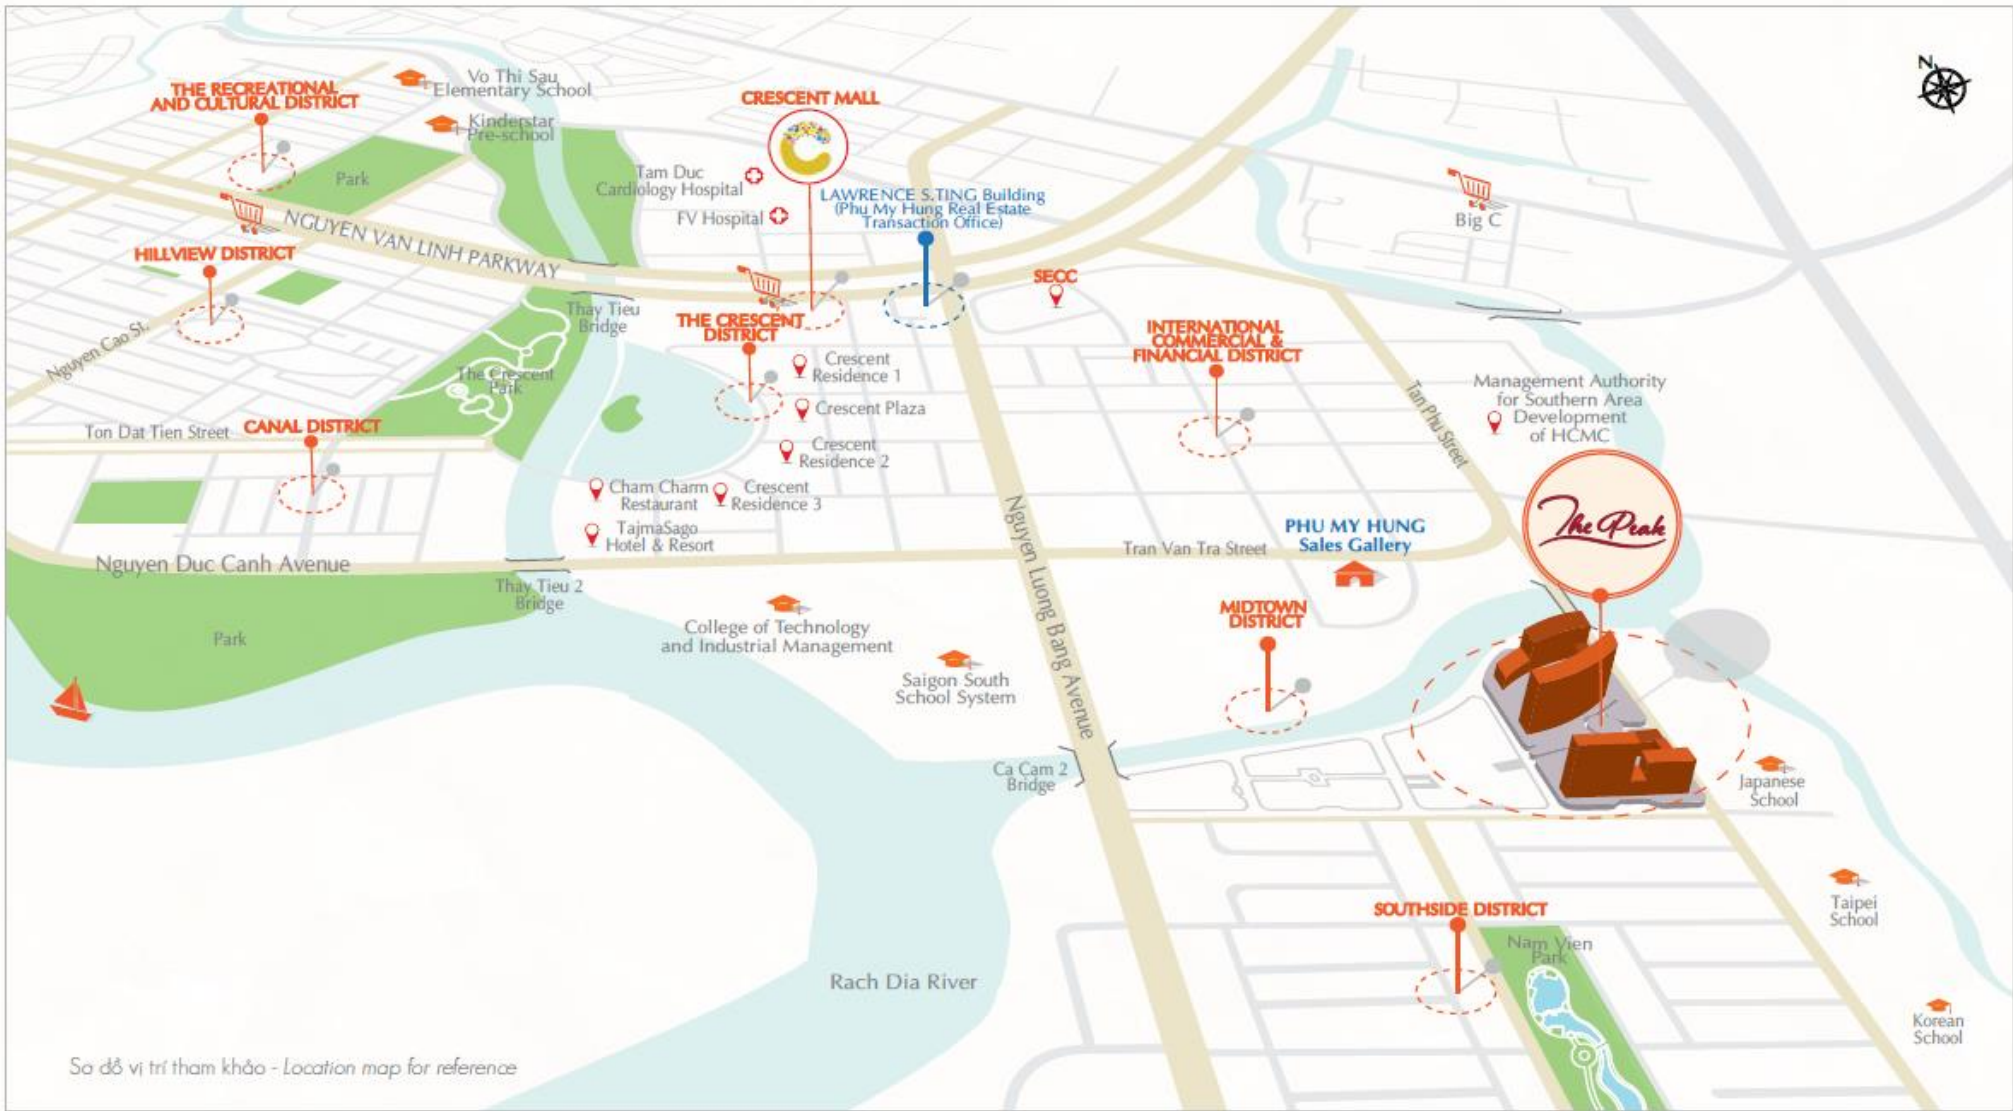 N
Vo Thi Sau
Elementary School
THE RECREATIONAL
AND CULTURAL DISTRICT
CRESCENT MALL
C
Kinderstar
Pre-school
Park
Tam Duc
Cardiology Hospital
FV Hospital
LAWRENCE S.TING Building
(Phu My Hung Real Estate
Transaction Office)
Big C
NGUYEN VAN LINH PARKWAY
HILLVIEW DISTRICT
SECC
Thay Tieu
Bridge
THE CRESCENT
DISTRICT
INTERNATIONAL
COMMERCIAL &
FINANCIAL DISTRICT
Nguyen Cao St.
Crescent
Residence 1
The Crescent
Park
Crescent Plaza
Tan Phu Street
Management Authority
for Southern Area
Development
of HCMC
Ton Dat Tien Street
CANAL DISTRICT
Crescent
Residence 2
Cham Charm
Restaurant
Crescent
Residence 3
TajmaSago
Hotel & Resort
Nguyen Luong Bang Avenue
PHU MY HUNG
Sales Gallery
The Peak
Tran Van Tra Street
Nguyen Duc Canh Avenue
Thay Tieu 2
Bridge
Park
College of Technology
and Industrial Management
MIDTOWN
DISTRICT
Saigon South
School System
Ca Cam 2
Bridge
Japanese
School
Taipei
School
SOUTHSIDE DISTRICT
Nam Vien
Park
Rach Dia River
Korean
School
Sơ đồ vị trí tham khảo - Location map for reference